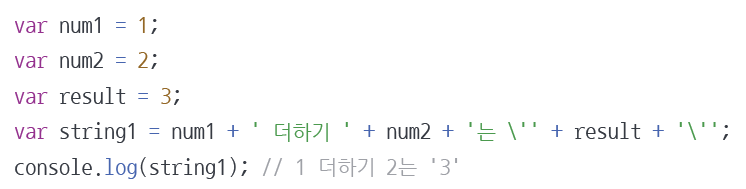 var num1 = 1;
var num2 = 2;
var result = 3;
var string1 = num1 + ' 더하기 ' + num2 + '는 \'' + result + '\'';
console.log(string1); // 1 더하기 2는 '3'